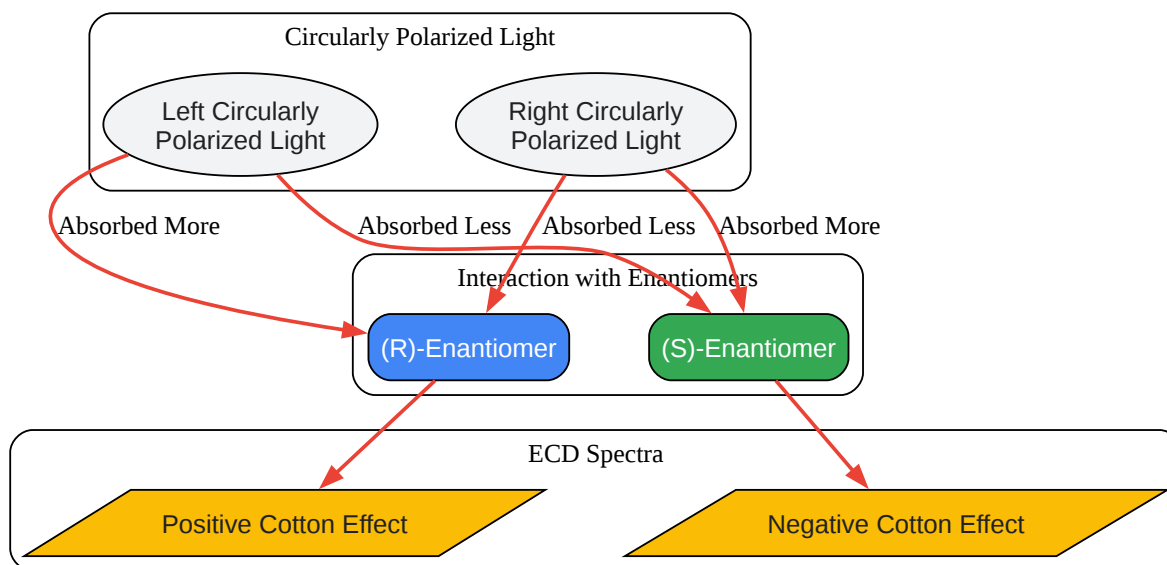 Circularly Polarized Light
Left Circularly
Polarized Light
Right Circularly
Polarized Light
Absorbed More
Absorbed Less
Absorbed Less
Absorbed More
Interaction with Enantiomers
(R)-Enantiomer
(S)-Enantiomer
ECD Spectra
Positive Cotton Effect
Negative Cotton Effect